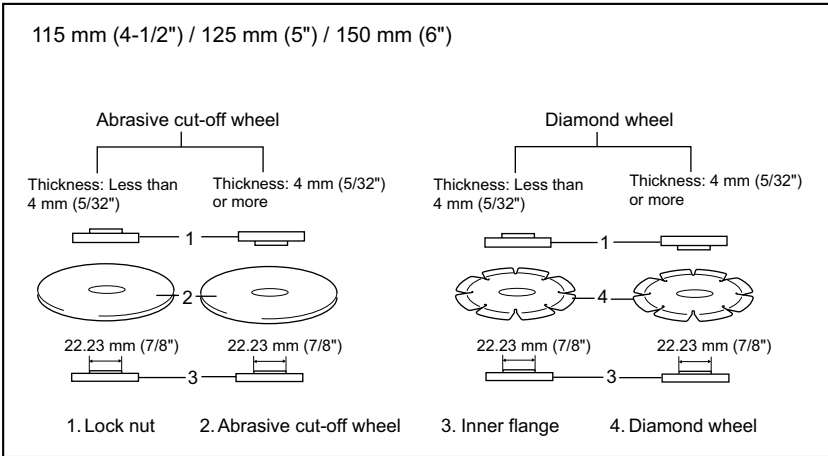 115 mm (4-1/2") / 125 mm (5") / 150 mm (6")
Abrasive cut-off wheel
Diamond wheel
Thickness: Less than
4 mm (5/32")
Thickness: 4 mm (5/32")
or more
Thickness: Less than
4 mm (5/32")
Thickness: 4 mm (5/32")
or more
1
1
2
4
22.23 mm (7/8")
22.23 mm (7/8")
22.23 mm (7/8")
22.23 mm (7/8")
3
3
1. Lock nut
2. Abrasive cut-off wheel
3. Inner flange
4. Diamond wheel